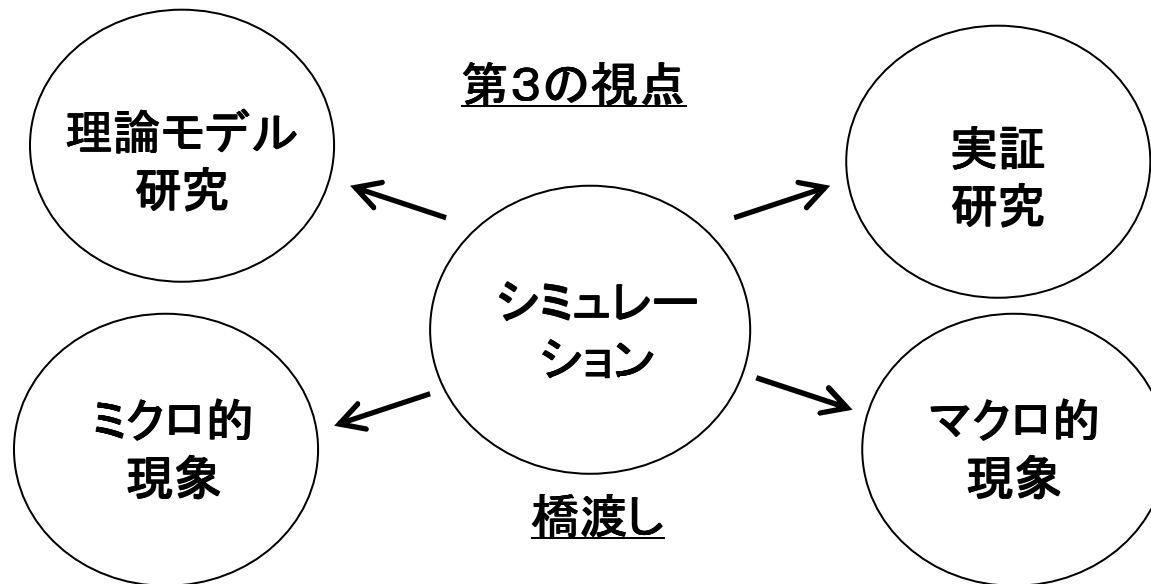 第3の視点
理論モデル
研究
実証
研究
シミュレー
ション
ミクロ的
現象
マクロ的
現象
橋渡し